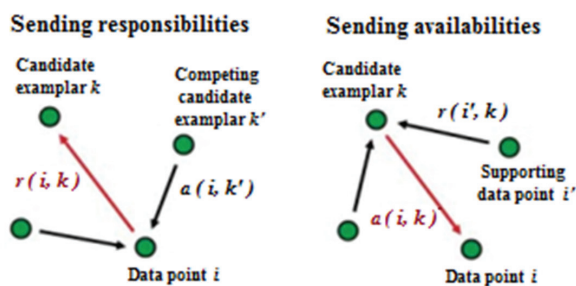 Sending responsibilities
Candidate
examplar k
Competing
candidate
examplar k'
r ( i, k )
a ( i, k' )
Data point i
Sending availabilities
Candidate
examplar k
r ( i', k )
Supporting
data point i'
a ( i, k )
Data point i